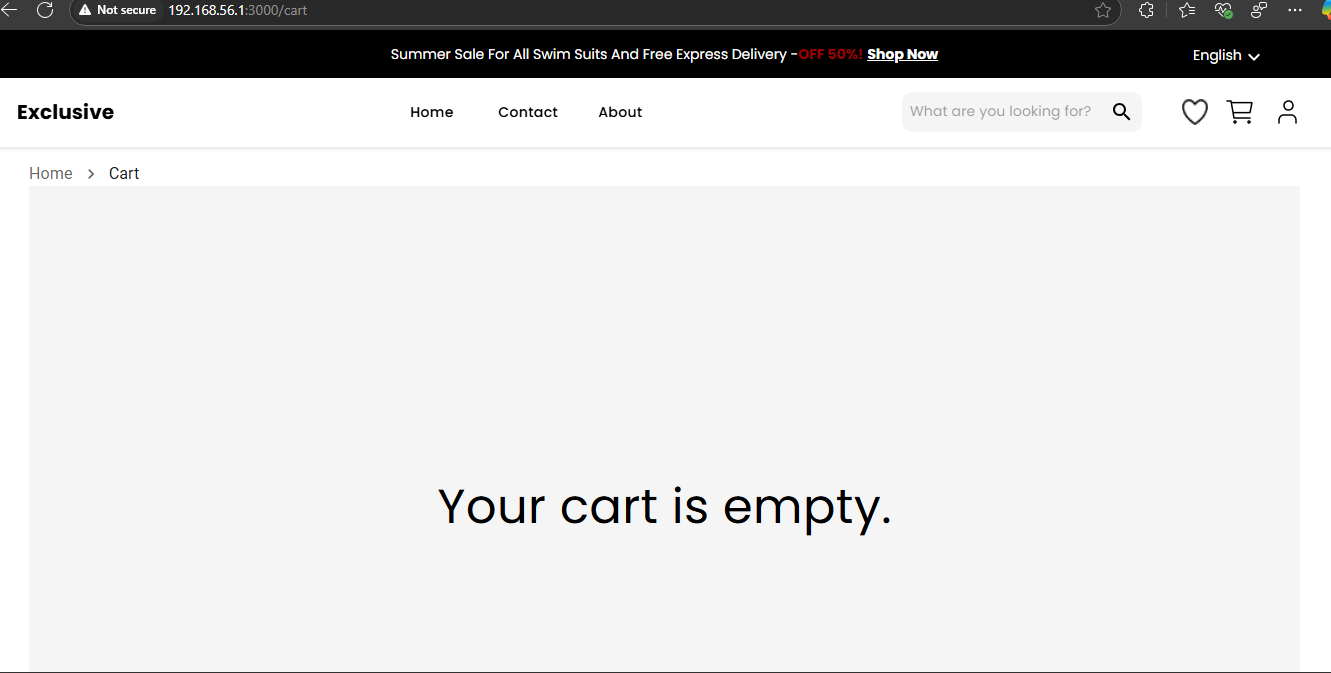 Not secure 192.168.56.1:3000/cart
Summer Sale For All Swim Suits And Free Express Delivery -OFF 50%! Shop Now
English
Exclusive
Home
Contact
About
What are you looking for?
Home
Cart
Your cart is empty.